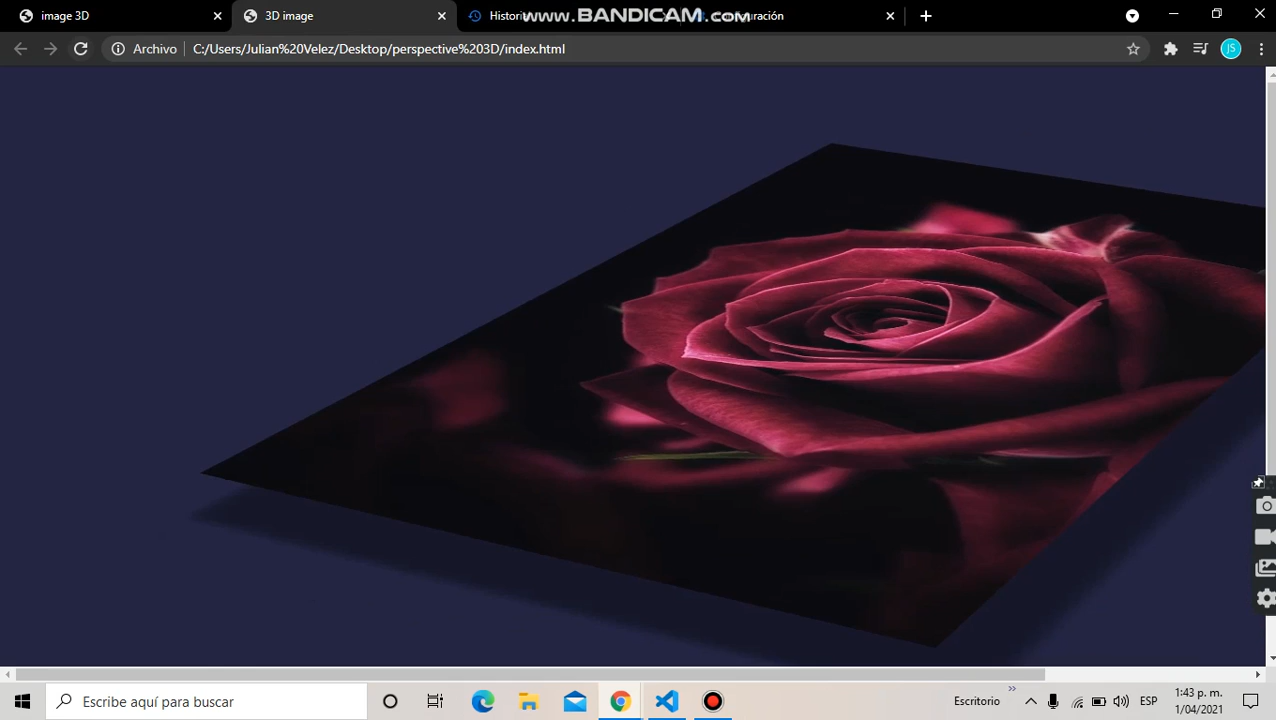 image 3D
3D image
Histori
www.BANDICAM.com
figuración
Archivo
C:/Users/Julian%20Velez/Desktop/perspective%203D/index.html
JS
Escribe aquí para buscar
Escritorio
ESP
1:43 p. m.
1/04/2021